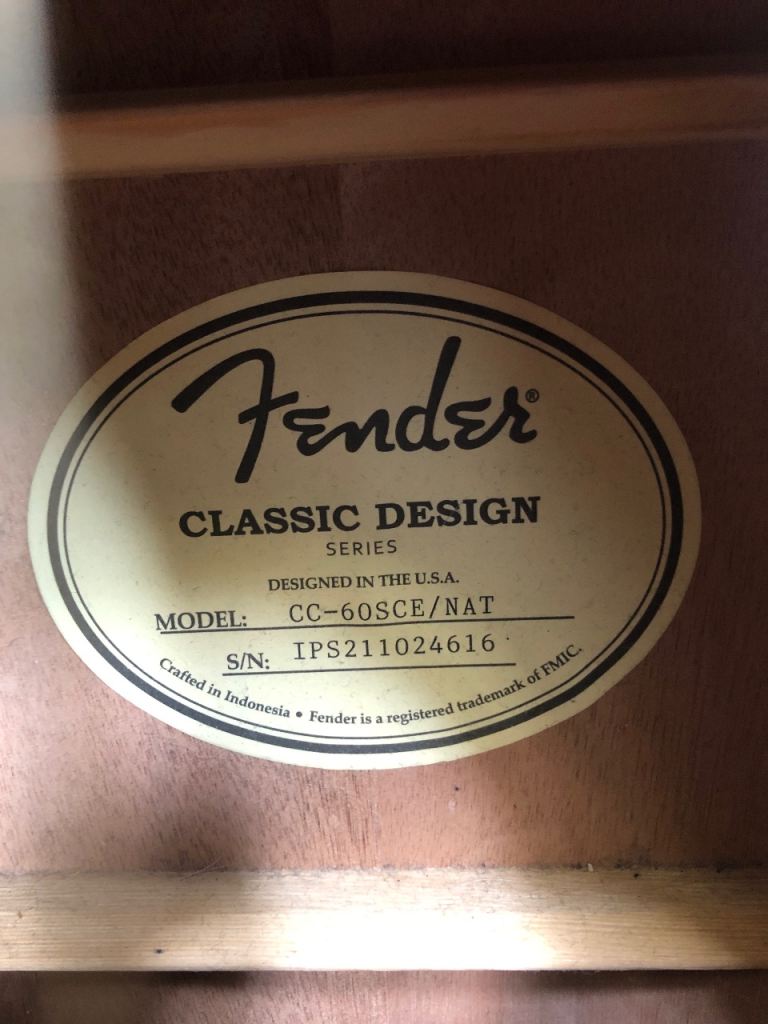 Fender®
CLASSIC DESIGN
SERIES
DESIGNED IN THE U.S.A.
MODEL: CC-60SCE/NAT
S/N: IPS211024616
Crafted in Indonesia • Fender is a registered trademark of FMIC.